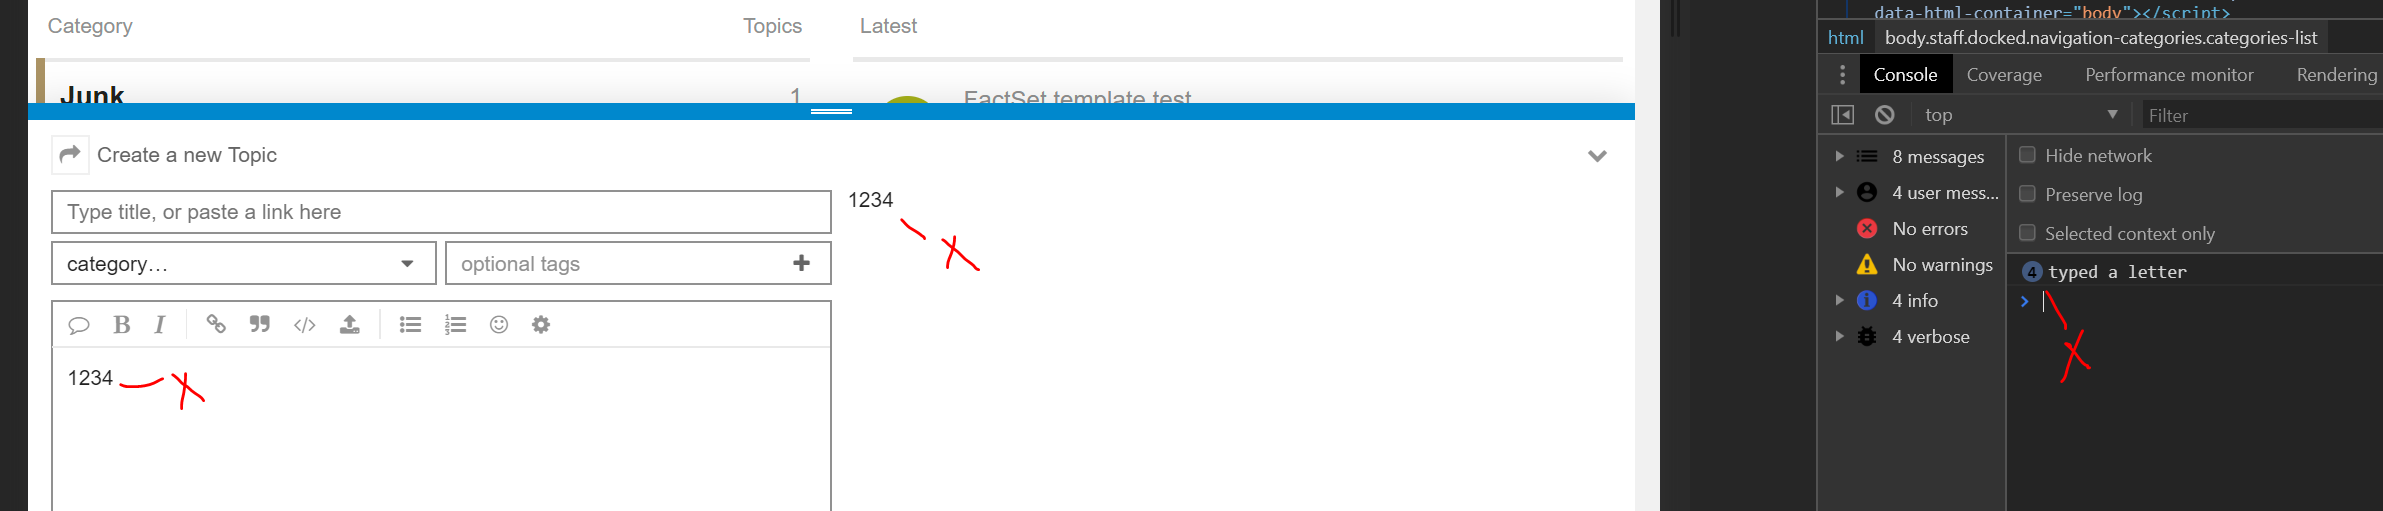 Category Topics Latest
Junk 1 FactSet template test
Create a new Topic
Type title, or paste a link here
1234
category… optional tags
B I
1234
x
x
data-html-container="body"></script>
html body.staff.docked.navigation-categories.categories-list
Console Coverage Performance monitor Rendering
top Filter
8 messages
4 user mess...
No errors
No warnings
4 info
4 verbose
Hide network
Preserve log
Selected context only
4 typed a letter
x